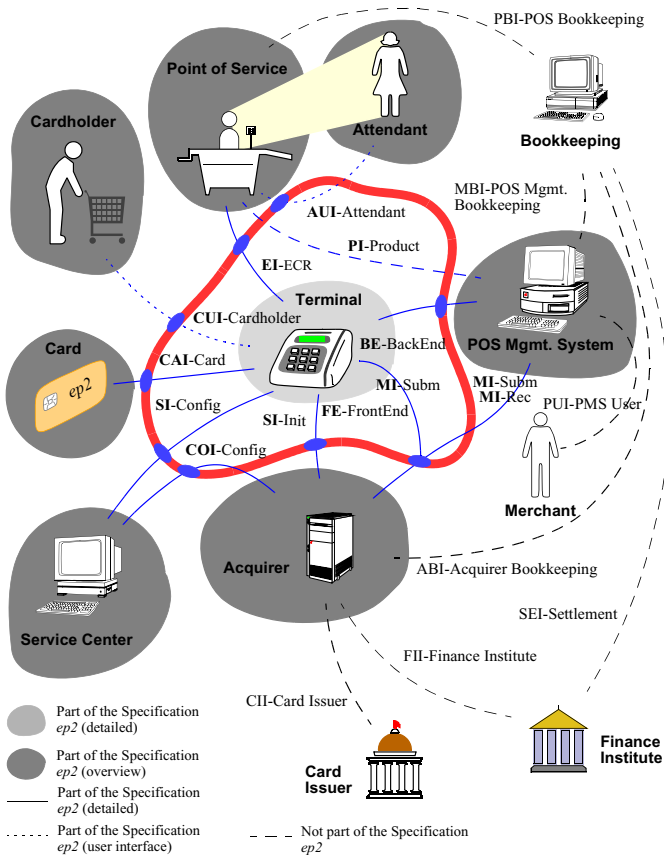 PBI-POS Bookkeeping
Point of Service
Attendant
Cardholder
Bookkeeping
MBI-POS Mgmt.
Bookkeeping
AUI-Attendant
PI-Product
EI-ECR
Terminal
CUI-Cardholder
BE-BackEnd
POS Mgmt. System
Card
ep2
CAI-Card
MI-Subm
MI-Subm
MI-Rec
SI-Config
SI-Init
FE-FrontEnd
PUI-PMS User
COI-Config
Merchant
Acquirer
ABI-Acquirer Bookkeeping
SEI-Settlement
Service Center
FII-Finance Institute
CII-Card Issuer
Card
Issuer
Finance
Institute
Part of the Specification
ep2 (detailed)
Part of the Specification
ep2 (overview)
Part of the Specification
ep2 (detailed)
Part of the Specification
ep2 (user interface)
Not part of the Specification
ep2